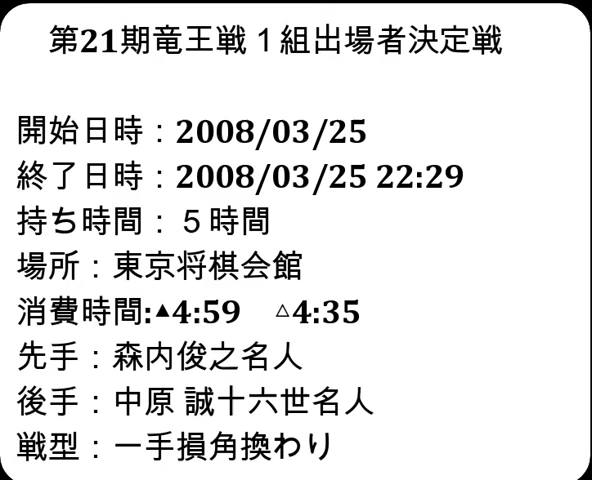 第21期竜王戦 1 組出場者決定戦
開始日時：2008/03/25
終了日時：2008/03/25 22:29
持ち時間：５時間
場所：東京将棋会館
消費時間:▲4:59　△4:35
先手：森内俊之名人
後手：中原 誠十六世名人
戦型：一手損角換わり